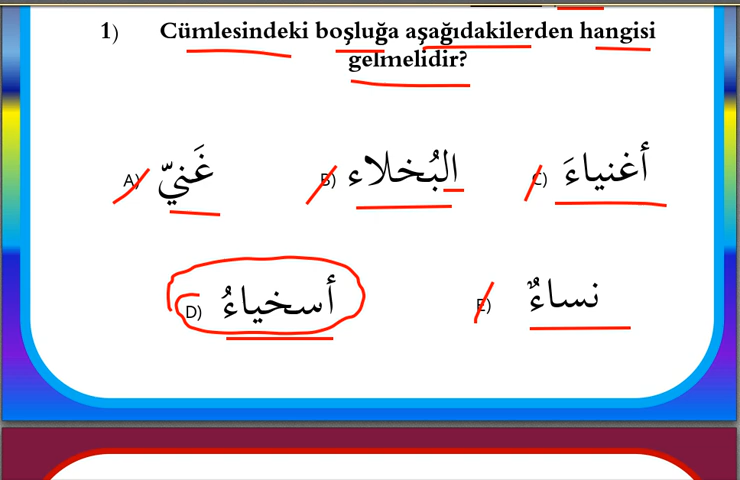 1) Cümlesindeki boşluğa aşağıdakilerden hangisi
gelmelidir?
A) غَنيّ B) البُخلاء C) أغنياءَ
D) أسخياءُ E) نساءٌ